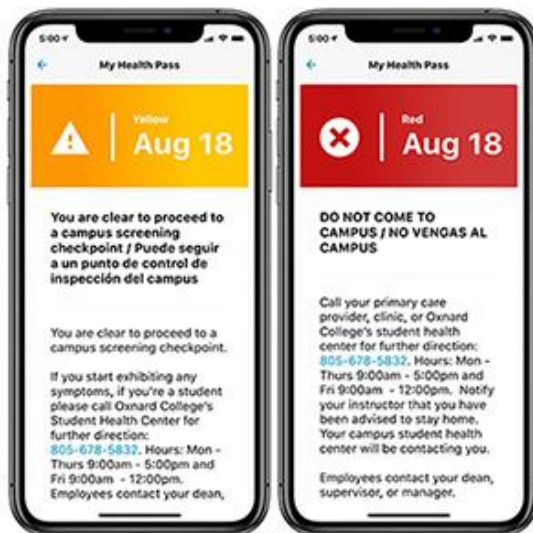 5:00
My Health Pass
Yellow
Aug 18
You are clear to proceed to
a campus screening
checkpoint / Puede seguir
a un punto de control de
inspección del campus
You are clear to proceed to a
campus screening checkpoint.
If you start exhibiting any
symptoms, if you're a student
please call Oxnard College's
Student Health Center for
further direction:
805-678-5832. Hours: Mon -
Thurs 9:00am - 5:00pm and
Fri 9:00am - 12:00pm.
Employees contact your dean,
5:00
My Health Pass
Red
Aug 18
DO NOT COME TO
CAMPUS / NO VENGAS AL
CAMPUS
Call your primary care
provider, clinic, or Oxnard
College's student health
center for further direction:
805-678-5832. Hours: Mon -
Thurs 9:00am - 5:00pm and
Fri 9:00am - 12:00pm. Notify
your instructor that you have
been advised to stay home.
Your campus student health
center will be contacting you.
Employees contact your dean,
supervisor, or manager.